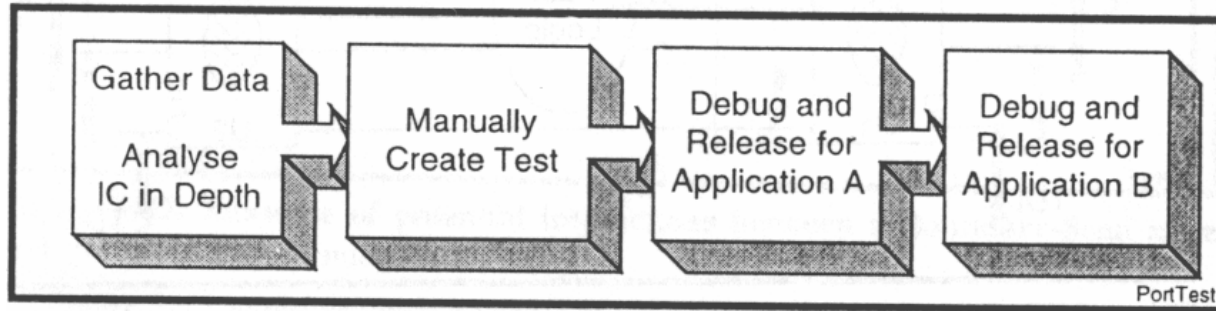 Gather Data
Analyse
IC in Depth
Manually
Create Test
Debug and
Release for
Application A
Debug and
Release for
Application B
PortTest